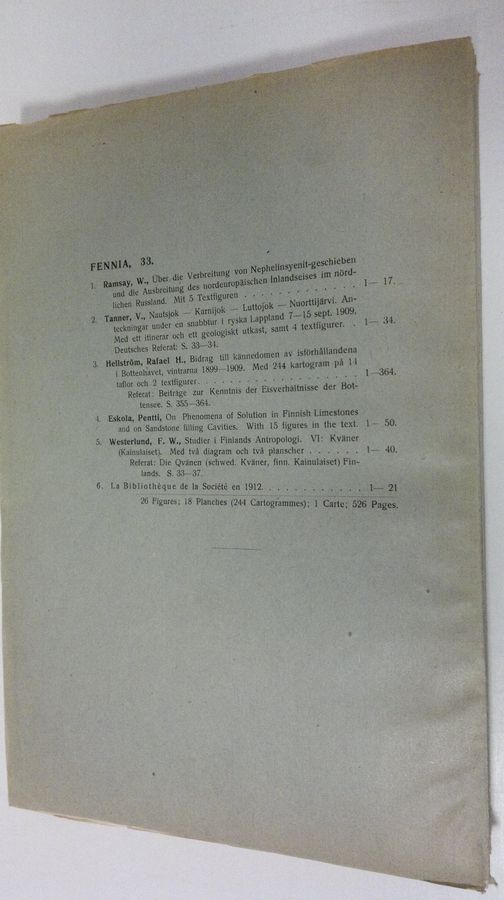 FENNIA, 33.
1. Ramsay, W., Über die Verbreitung von Nephelinsyenit-geschieben
und die Ausbreitung des nordeuropäischen Inlandseises im nörd-
lichen Russland. Mit 5 Textfiguren . . . . . . . . . . . . 1— 17.
2. Tanner, V., Nautsjok — Karnijok — Luttojok — Nuorttijärvi. An-
teckningar under en snabbtur i ryska Lappland 7—15 sept. 1909.
Med ett itinerar och ett geologiskt utkast, samt 4 textfigurer. . 1— 34.
Deutsches Referat: S. 33—34.
3. Hellström, Rafael H., Bidrag till kännedomen av isförhållandena
i Bottenhavet, vintrarna 1899—1909. Med 244 kartogram på 14
taflor och 2 textfigurer. . . . . . . . . . . . . . . . . . 1—364.
Referat: Beiträge zur Kenntnis der Eisverhältnisse der Bot-
tensee. S. 355—364.
4. Eskola, Pentti, On Phenomena of Solution in Finnish Limestones
and on Sandstone filling Cavities. With 15 figures in the text. 1— 50.
5. Westerlund, F. W., Studier i Finlands Antropologi. VI: Kväner
(Kainulaiset). Med två diagram och två planscher . . . . . . 1— 40.
Referat: Die Qvänen (schwed. Kväner, finn. Kainulaiset) Fin-
lands. S. 33—37.
6. La Bibliothèque de la Société en 1912. . . . . . . . . . . . 1— 21
26 Figures; 18 Planches (244 Cartogrammes); 1 Carte; 526 Pages.